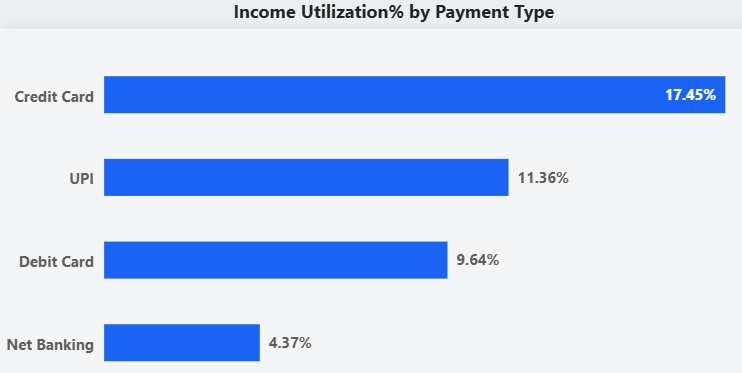 Income Utilization% by Payment Type
Credit Card 17.45%
UPI 11.36%
Debit Card 9.64%
Net Banking 4.37%